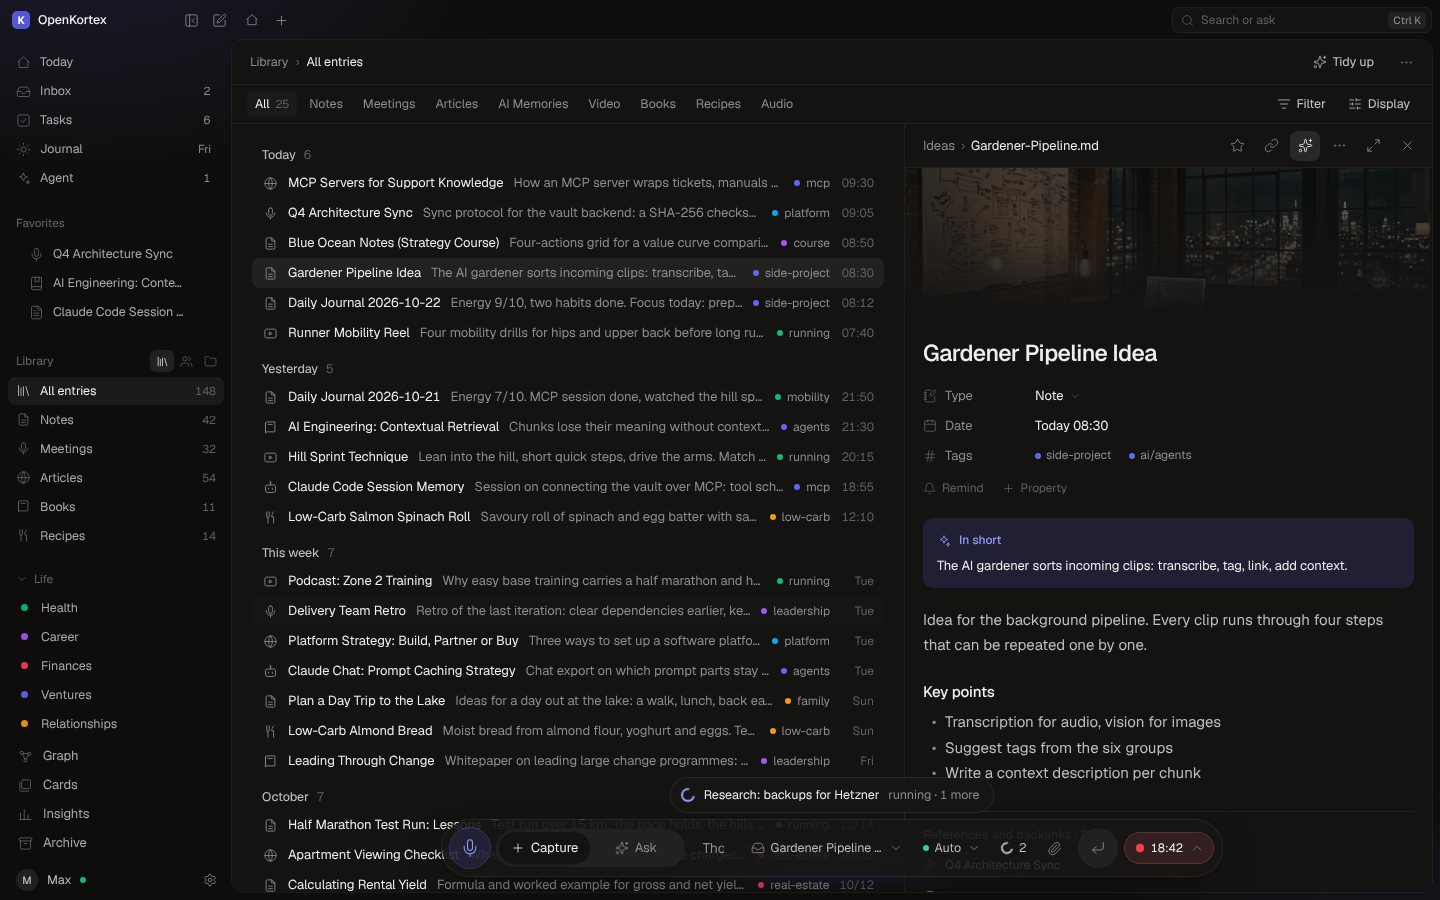 K OpenKortex
Search or ask Ctrl K
Today
Inbox 2
Tasks 6
Journal Fri
Agent 1
Favorites
Q4 Architecture Sync
AI Engineering: Conte...
Claude Code Session ...
Library
All entries 148
Notes 42
Meetings 32
Articles 54
Books 11
Recipes 14
Life
Health
Career
Finances
Ventures
Relationships
Graph
Cards
Insights
Archive
M Max
Library › All entries
Tidy up
All 25 Notes Meetings Articles AI Memories Video Books Recipes Audio
Filter Display
Today 6
MCP Servers for Support Knowledge How an MCP server wraps tickets, manuals ... mcp 09:30
Q4 Architecture Sync Sync protocol for the vault backend: a SHA-256 checks... platform 09:05
Blue Ocean Notes (Strategy Course) Four-actions grid for a value curve compari... course 08:50
Gardener Pipeline Idea The AI gardener sorts incoming clips: transcribe, ta... side-project 08:30
Daily Journal 2026-10-22 Energy 9/10, two habits done. Focus today: prep... side-project 08:12
Runner Mobility Reel Four mobility drills for hips and upper back before long ru... running 07:40
Yesterday 5
Daily Journal 2026-10-21 Energy 7/10. MCP session done, watched the hill sp... mobility 21:50
AI Engineering: Contextual Retrieval Chunks lose their meaning without context... agents 21:30
Hill Sprint Technique Lean into the hill, short quick steps, drive the arms. Match ... running 20:15
Claude Code Session Memory Session on connecting the vault over MCP: tool sch... mcp 18:55
Low-Carb Salmon Spinach Roll Savoury roll of spinach and egg batter with sa... low-carb 12:10
This week 7
Podcast: Zone 2 Training Why easy base training carries a half marathon and h... running Tue
Delivery Team Retro Retro of the last iteration: clear dependencies earlier, ke... leadership Tue
Platform Strategy: Build, Partner or Buy Three ways to set up a software platfo... platform Tue
Claude Chat: Prompt Caching Strategy Chat export on which prompt parts stay ... agents Tue
Plan a Day Trip to the Lake Ideas for a day out at the lake: a walk, lunch, back ea... family Sun
Low-Carb Almond Bread Moist bread from almond flour, yoghurt and eggs. Te... low-carb Sun
Leading Through Change Whitepaper on leading large change programmes: ... leadership Fri
October 7
Half Marathon Test Run: Lessons Test run over 15 km: the pace holds, the hills ... running 10/14
Apartment Viewing Checklist charges,... real-estate
Calculating Rental Yield Formula and worked example for gross and net yiel... real-estate 10/12
Ideas › Gardener-Pipeline.md
Gardener Pipeline Idea
Type Note
Date Today 08:30
Tags side-project ai/agents
Remind Property
In short
The AI gardener sorts incoming clips: transcribe, tag, link, add context.
Idea for the background pipeline. Every clip runs through four steps
that can be repeated one by one.
Key points
• Transcription for audio, vision for images
• Suggest tags from the six groups
• Write a context description per chunk
References and backlinks
Q4 Architecture Sync
Research: backups for Hetzner running · 1 more
Capture Ask Gardener Pipeline ... Auto 2 18:42